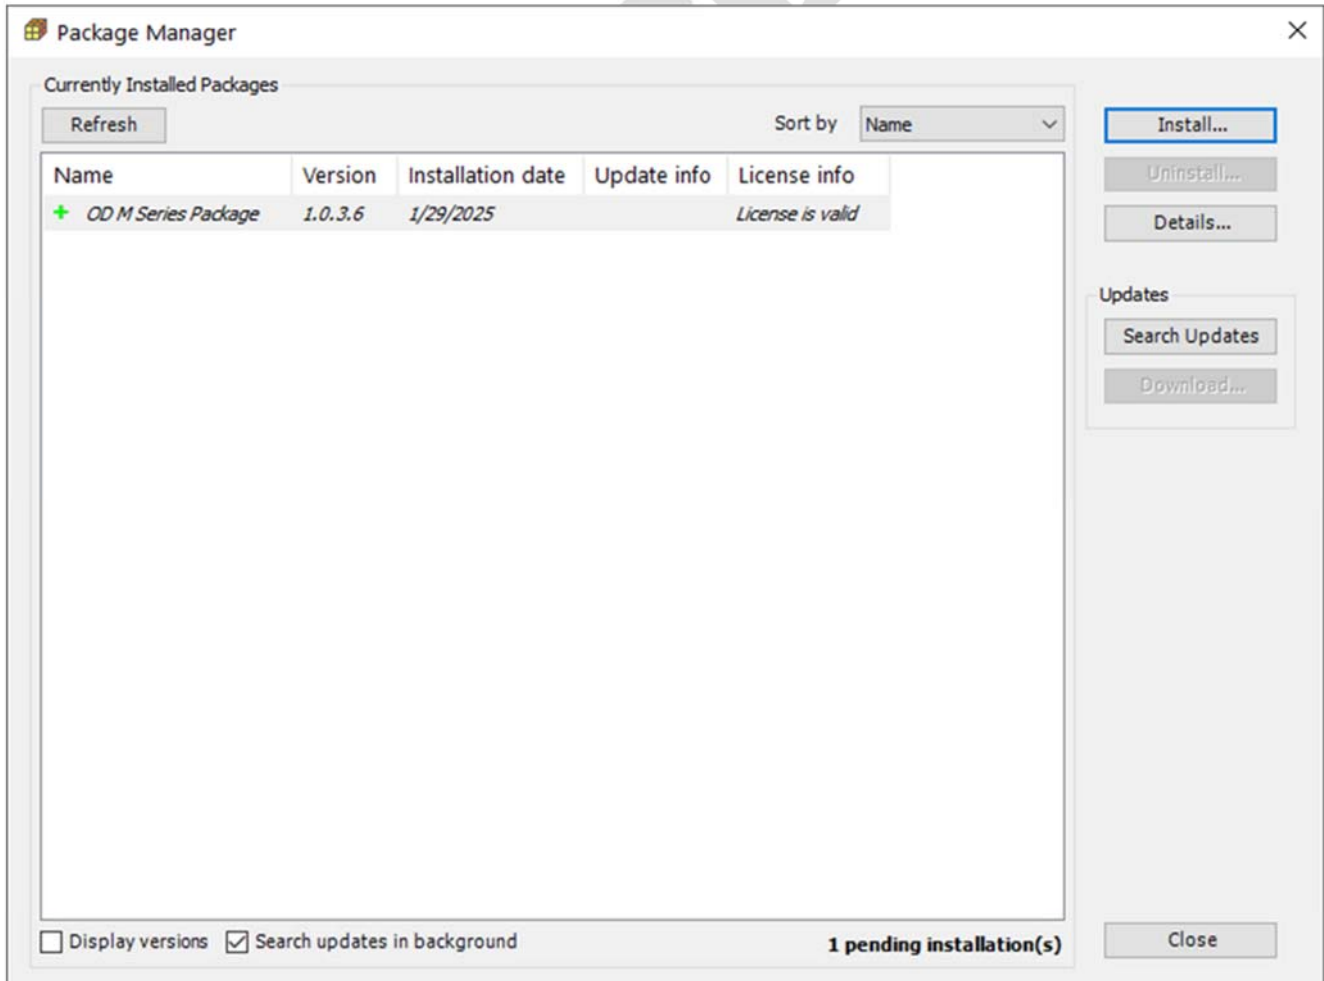 Package Manager
Currently Installed Packages
Refresh
Sort by
Name
Install...
Name Version Installation date Update info License info
Uninstall...
+ OD M Series Package 1.0.3.6 1/29/2025 License is valid
Details...
Updates
Search Updates
Download...
Display versions
Search updates in background
1 pending installation(s)
Close